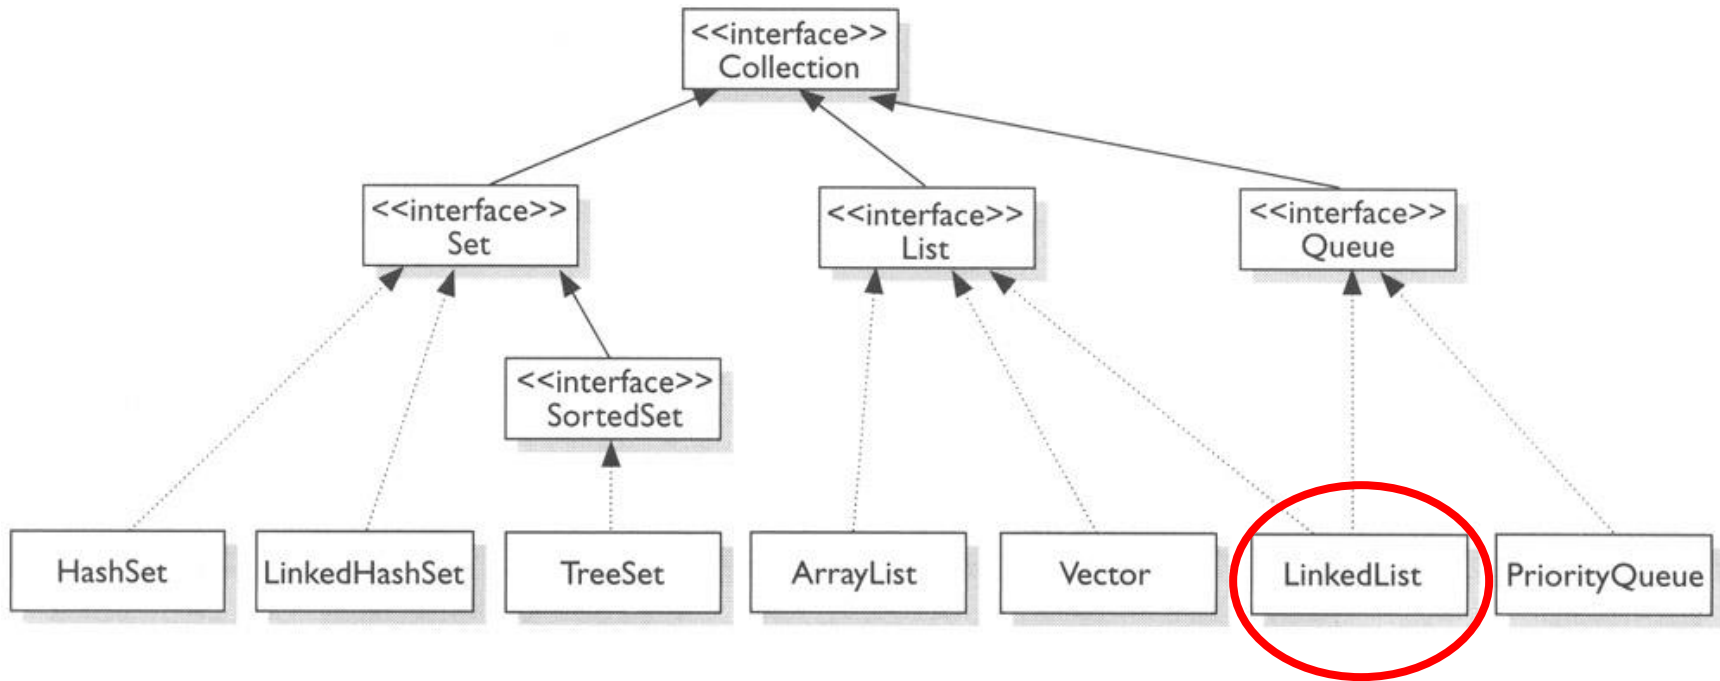 <<interface>>
Collection
<<interface>>
Set
<<interface>>
List
<<interface>>
Queue
<<interface>>
SortedSet
HashSet
LinkedHashSet
TreeSet
ArrayList
Vector
LinkedList
PriorityQueue